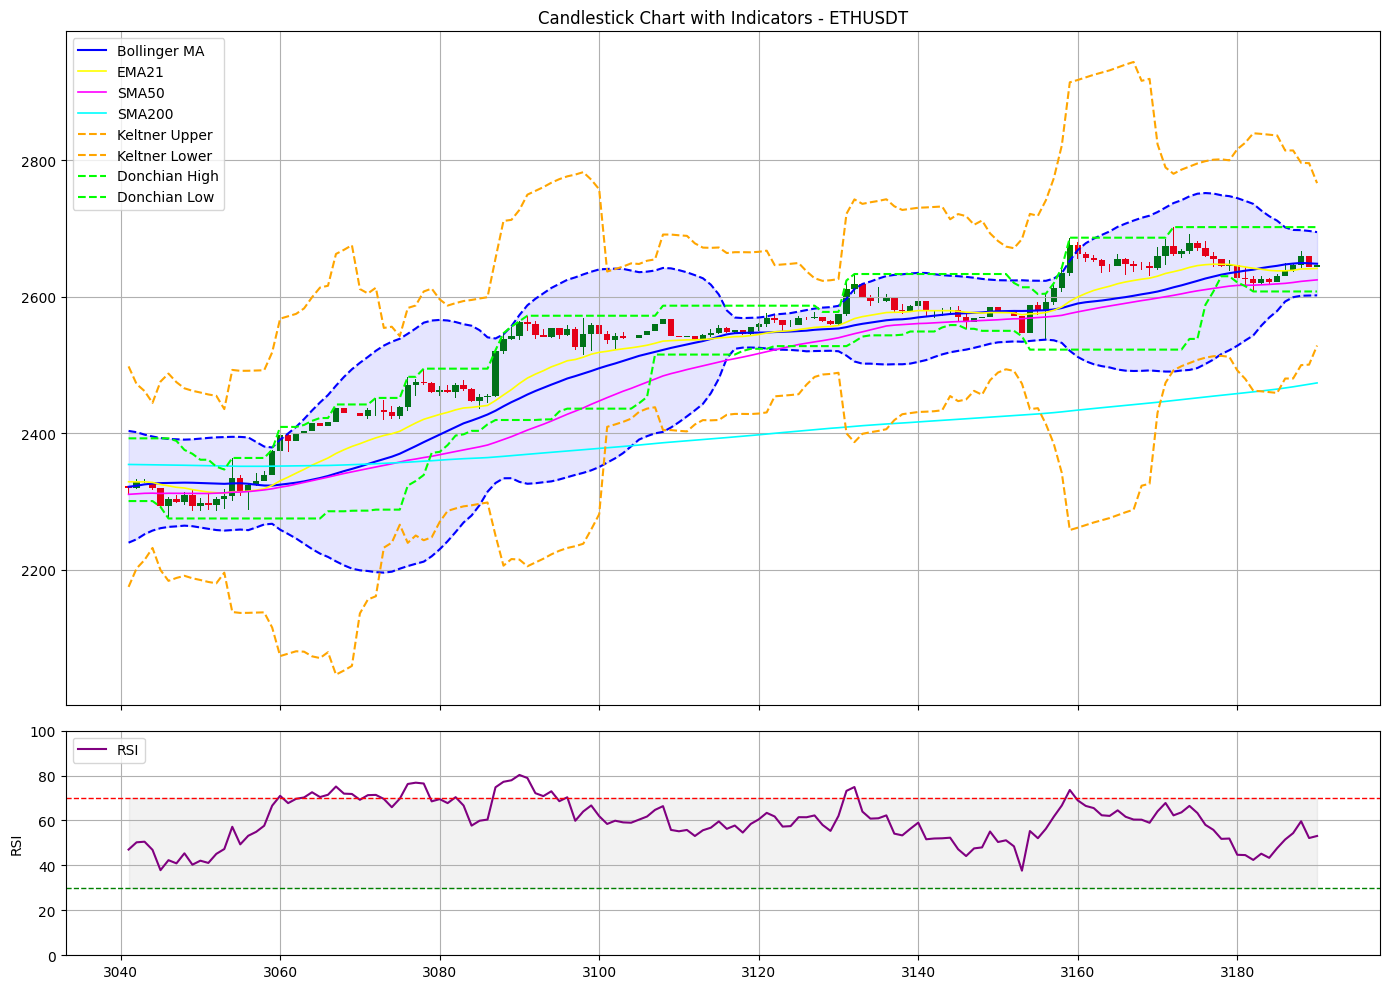 Candlestick Chart with Indicators - ETHUSDT
Bollinger MA
EMA21
SMA50
SMA200
Keltner Upper
Keltner Lower
Donchian High
Donchian Low
2800
2600
2400
2200
RSI
100
80
60
40
20
0
RSI
3040 3060 3080 3100 3120 3140 3160 3180